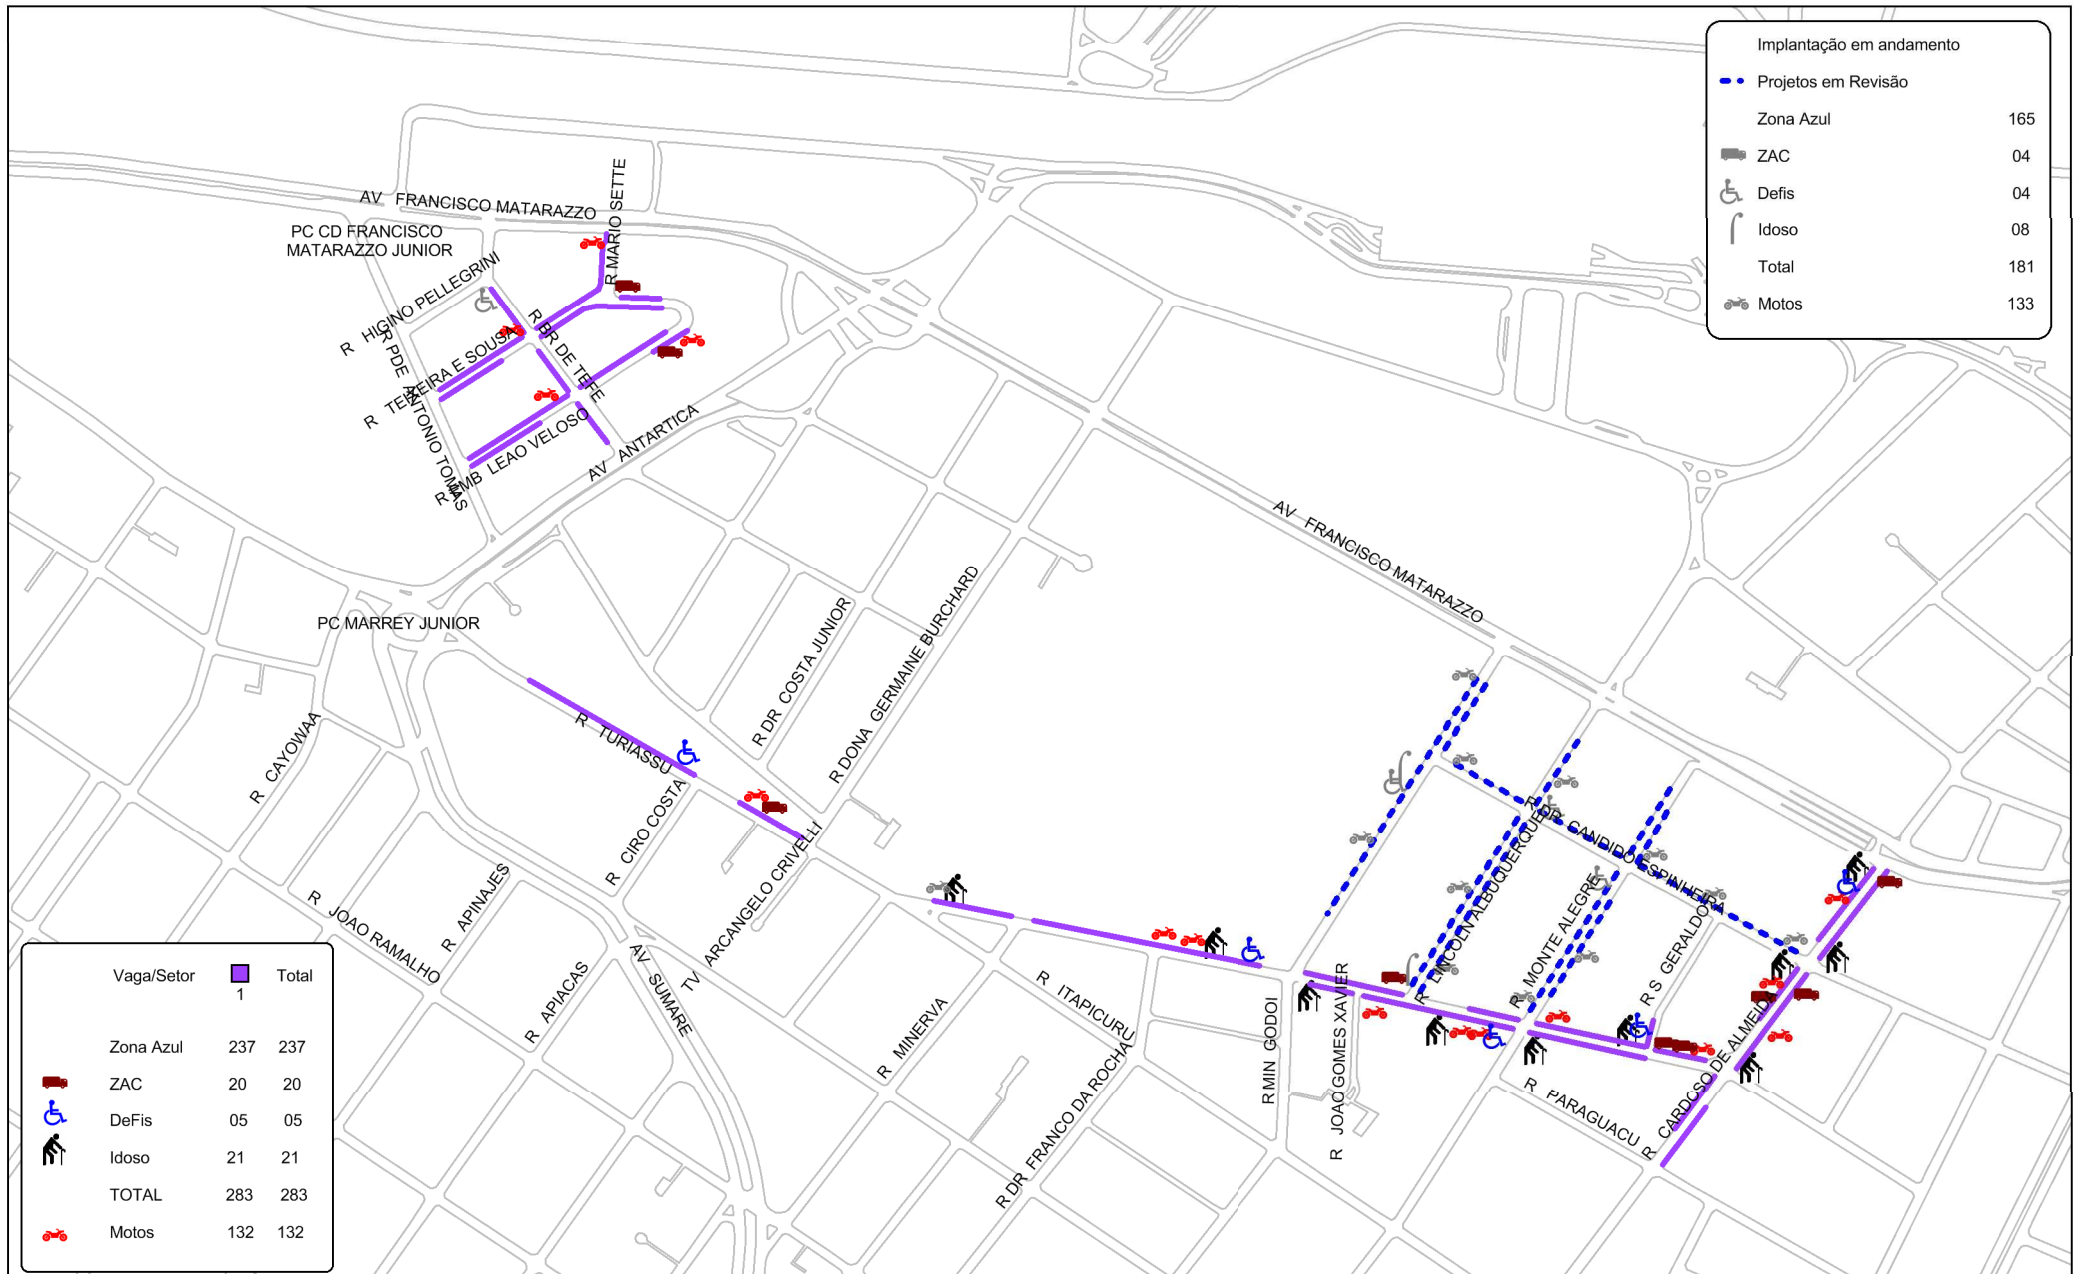 Implantação em andamento
Projetos em Revisão
Zona Azul 165
ZAC 04
Defis 04
Idoso 08
Total 181
Motos 133
AV FRANCISCO MATARAZZO
R MARIO SETTE
PC CD FRANCISCO
MATARAZZO JUNIOR
R HIGINO PELLEGRINI
R PDE ANTONIO TOMAS
R TEIXEIRA E SOUSA
R BR DE TEFE
R AMB LEAO VELOSO
AV ANTARTICA
AV FRANCISCO MATARAZZO
PC MARREY JUNIOR
R DR COSTA JUNIOR
R DONA GERMAINE BURCHARD
R CAYOWAA
R TURIASSU
R CIRO COSTA
TV ARCANGELO CRIVELLI
R JOAO RAMALHO
R APINAJES
R APIACAS
AV SUMARE
R MINERVA
R ITAPICURU
R DR FRANCO DA ROCHA
RMIN GODOI
R JOAO GOMES XAVIER
R LINCOLN ALBUQUERQUE
R DR CANDIDO ESPINHEIRA
R MONTE ALEGRE
R S GERALDO
R PARAGUACU
R CARDOSO DE ALMEIDA
Vaga/Setor 1 Total
Zona Azul 237 237
ZAC 20 20
DeFis 05 05
Idoso 21 21
TOTAL 283 283
Motos 132 132